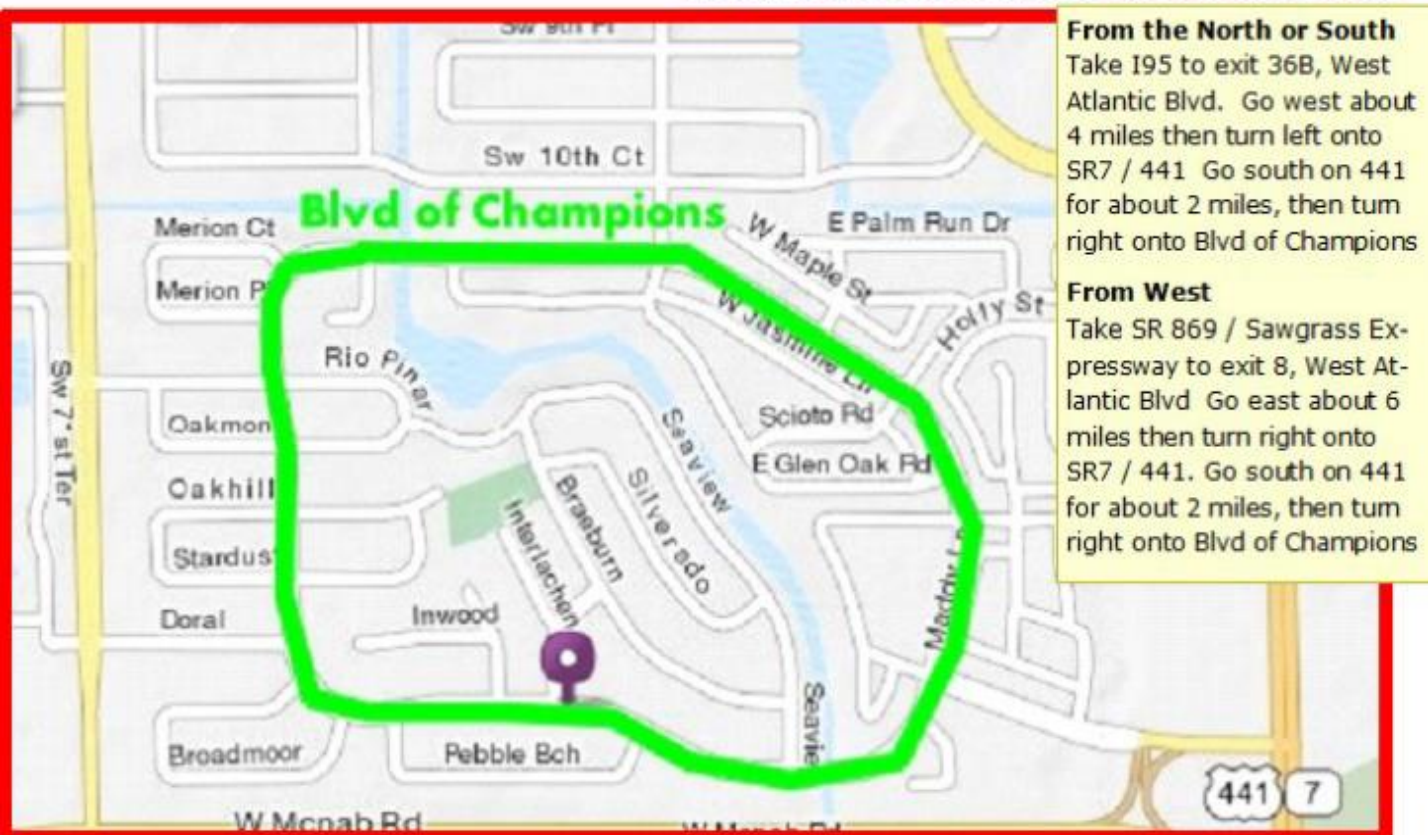 From the North or South
Take I95 to exit 36B, West
Atlantic Blvd. Go west about
4 miles then turn left onto
SR7 / 441 Go south on 441
for about 2 miles, then turn
right onto Blvd of Champions
From West
Take SR 869 / Sawgrass Ex-
pressway to exit 8, West At-
lantic Blvd Go east about 6
miles then turn right onto
SR7 / 441. Go south on 441
for about 2 miles, then turn
right onto Blvd of Champions
Sw 9th Pl
Sw 10th Ct
Blvd of Champions
Merion Ct
W Maple St
E Palm Run Dr
Merion P
W Jasmine Ln
Holly St
Rio Pinar
Sw 7 st Ter
Oakmon
Seaview
Scioto Rd
E Glen Oak Rd
Oakhill
Silverado
Braeburn
Interlachen
Stardus
Inwood
Doral
Seavie
Broadmoor
Pebble Bch
441
7
W Mcnab Rd
W Mcnab Rd